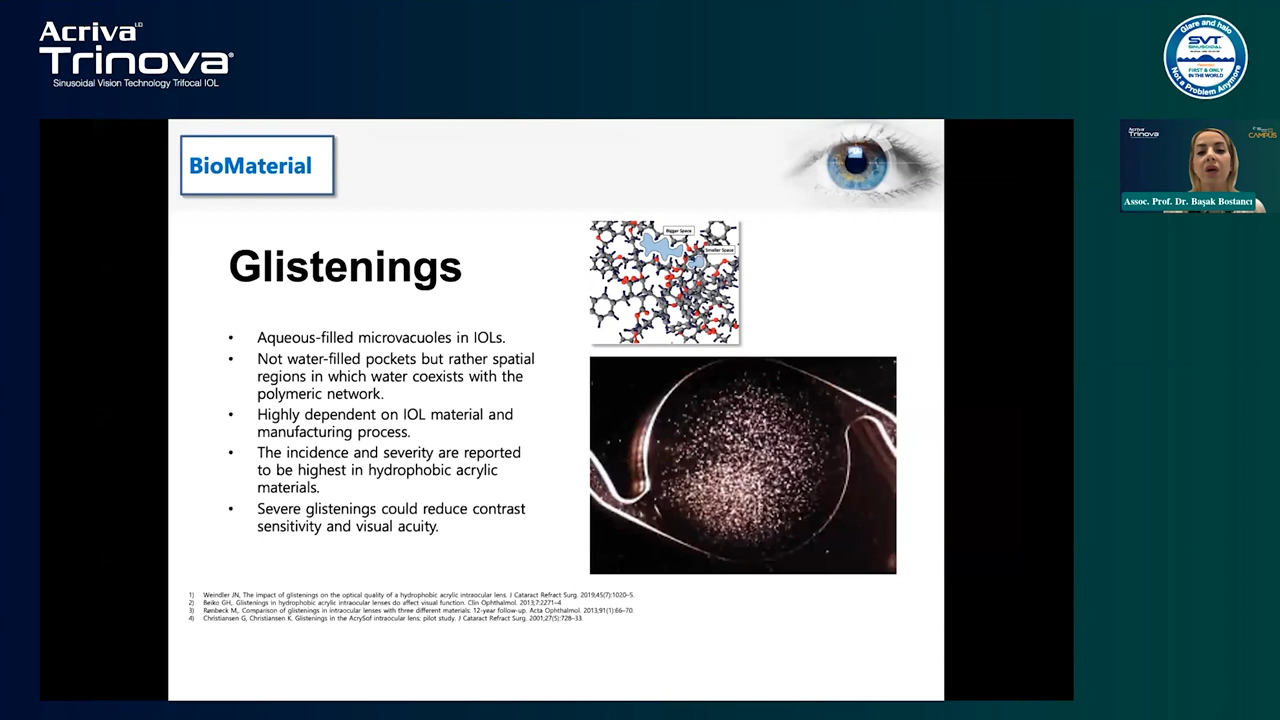 Acriva UD
Trinova®
Sinusoidal Vision Technology Trifocal IOL
Glare and halo
SVT
SINUSOIDAL
FIRST & ONLY
IN THE WORLD
Not a Problem Anymore
Acriva
Trinova
CAMPUS
Assoc. Prof. Dr. Başak Bostancı
BioMaterial
Bigger Space
Smaller Space
Glistenings
• Aqueous-filled microvacuoles in IOLs.
• Not water-filled pockets but rather spatial
regions in which water coexists with the
polymeric network.
• Highly dependent on IOL material and
manufacturing process.
• The incidence and severity are reported
to be highest in hydrophobic acrylic
materials.
• Severe glistenings could reduce contrast
sensitivity and visual acuity.
1) Weindler JN, The impact of glistenings on the optical quality of a hydrophobic acrylic intraocular lens. J Cataract Refract Surg. 2019;45(7):1020–5.
2) Beiko GH,. Glistenings in hydrophobic acrylic intraocular lenses do affect visual function. Clin Ophthalmol. 2013;7:2271–4
3) Rønbeck M,. Comparison of glistenings in intraocular lenses with three different materials: 12-year follow-up. Acta Ophthalmol. 2013;91(1):66–70.
4) Christiansen G, Christiansen K. Glistenings in the AcrySof intraocular lens: pilot study. J Cataract Refract Surg. 2001;27(5):728–33.